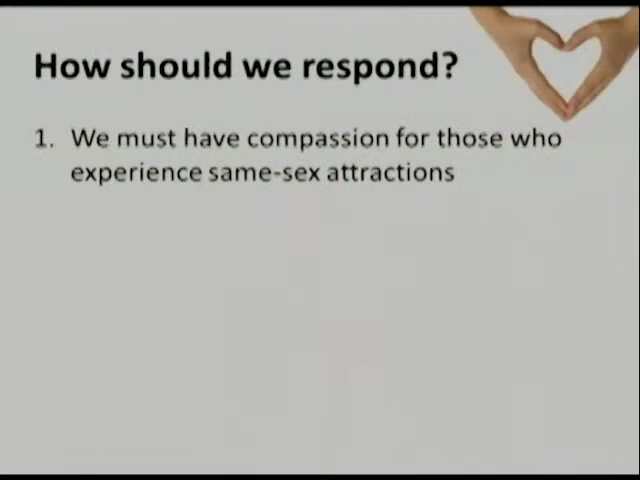 How should we respond?
1. We must have compassion for those who
experience same-sex attractions